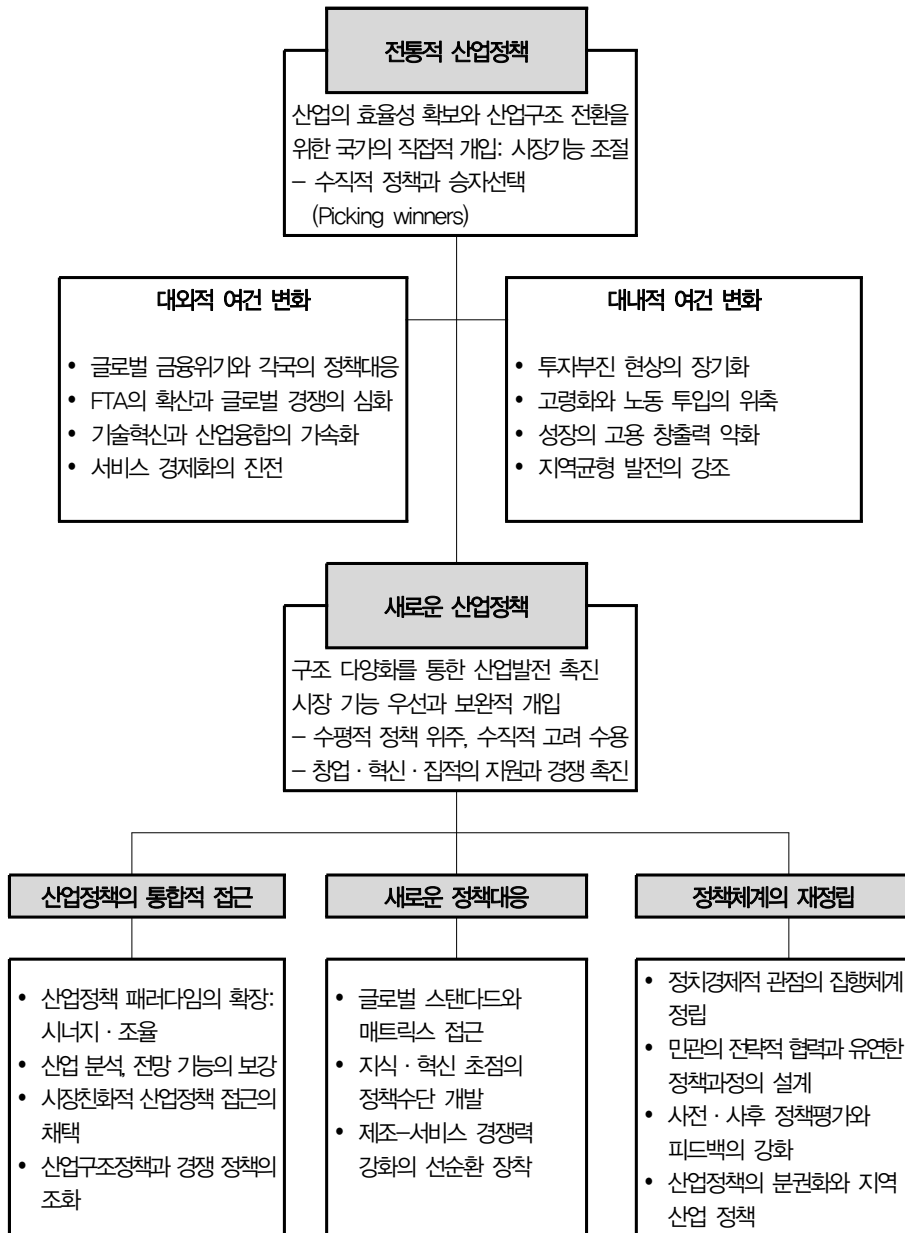 전통적 산업정책
산업의 효율성 확보와 산업구조 전환을
위한 국가의 직접적 개입: 시장기능 조절
– 수직적 정책과 승자선택
(Picking winners)
대외적 여건 변화
• 글로벌 금융위기와 각국의 정책대응
• FTA의 확산과 글로벌 경쟁의 심화
• 기술혁신과 산업융합의 가속화
• 서비스 경제화의 진전
대내적 여건 변화
• 투자부진 현상의 장기화
• 고령화와 노동 투입의 위축
• 성장의 고용 창출력 약화
• 지역균형 발전의 강조
새로운 산업정책
구조 다양화를 통한 산업발전 촉진
시장 기능 우선과 보완적 개입
– 수평적 정책 위주, 수직적 고려 수용
– 창업 · 혁신 · 집적의 지원과 경쟁 촉진
산업정책의 통합적 접근
• 산업정책 패러다임의 확장:
시너지 · 조율
• 산업 분석, 전망 기능의 보강
• 시장친화적 산업정책 접근의
채택
• 산업구조정책과 경쟁 정책의
조화
새로운 정책대응
• 글로벌 스탠다드와
매트릭스 접근
• 지식 · 혁신 초점의
정책수단 개발
• 제조–서비스 경쟁력
강화의 선순환 장착
정책체계의 재정립
• 정치경제적 관점의 집행체계
정립
• 민관의 전략적 협력과 유연한
정책과정의 설계
• 사전 · 사후 정책평가와
피드백의 강화
• 산업정책의 분권화와 지역
산업 정책